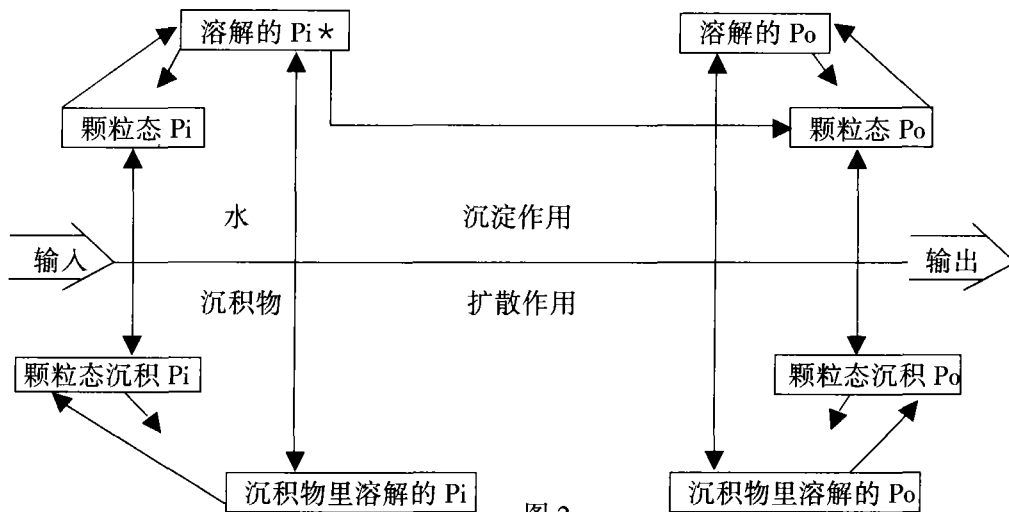 溶解的 Pi★
溶解的 Po
颗粒态 Pi
颗粒态 Po
水
沉淀作用
输入
输出
沉积物
扩散作用
颗粒态沉积 Pi
颗粒态沉积 Po
沉积物里溶解的 Pi
沉积物里溶解的 Po
图 2